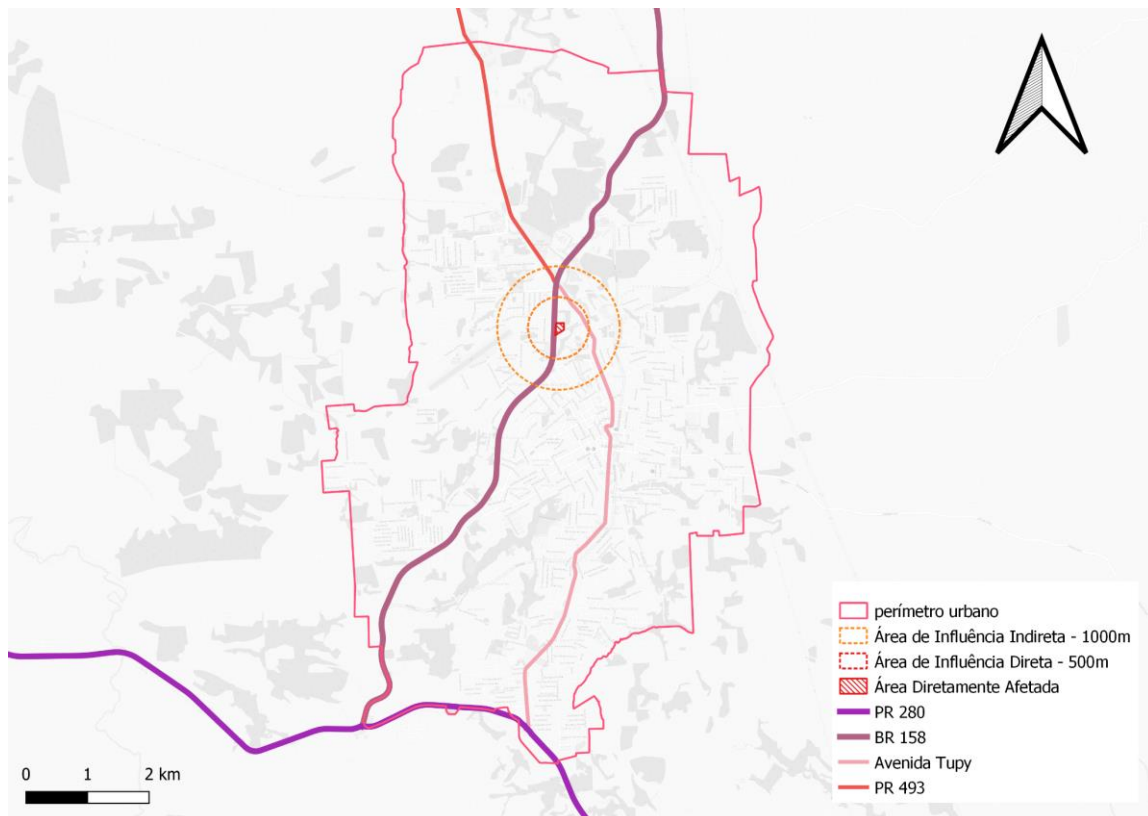 perímetro urbano
Área de Influência Indireta - 1000m
Área de Influência Direta - 500m
Área Diretamente Afetada
PR 280
BR 158
Avenida Tupy
PR 493
0 1 2 km